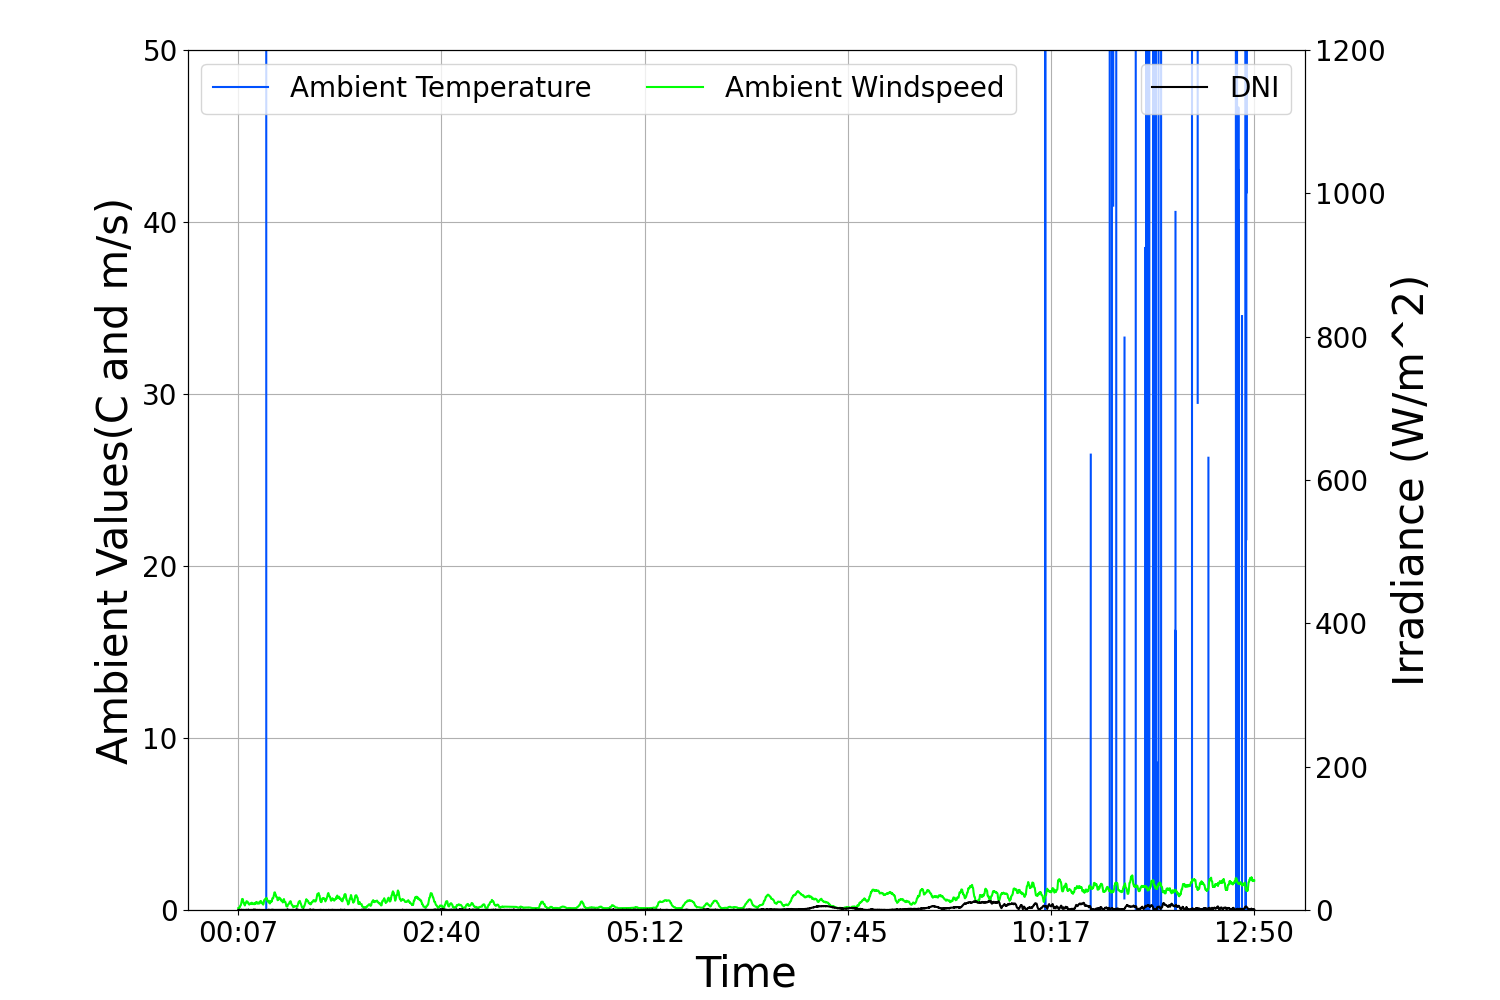 Ambient Temperature
Ambient Windspeed
DNI
Ambient Values(C and m/s)
50
40
30
20
10
0
Irradiance (W/m^2)
1200
1000
800
600
400
200
0
00:07 02:40 05:12 07:45 10:17 12:50
Time